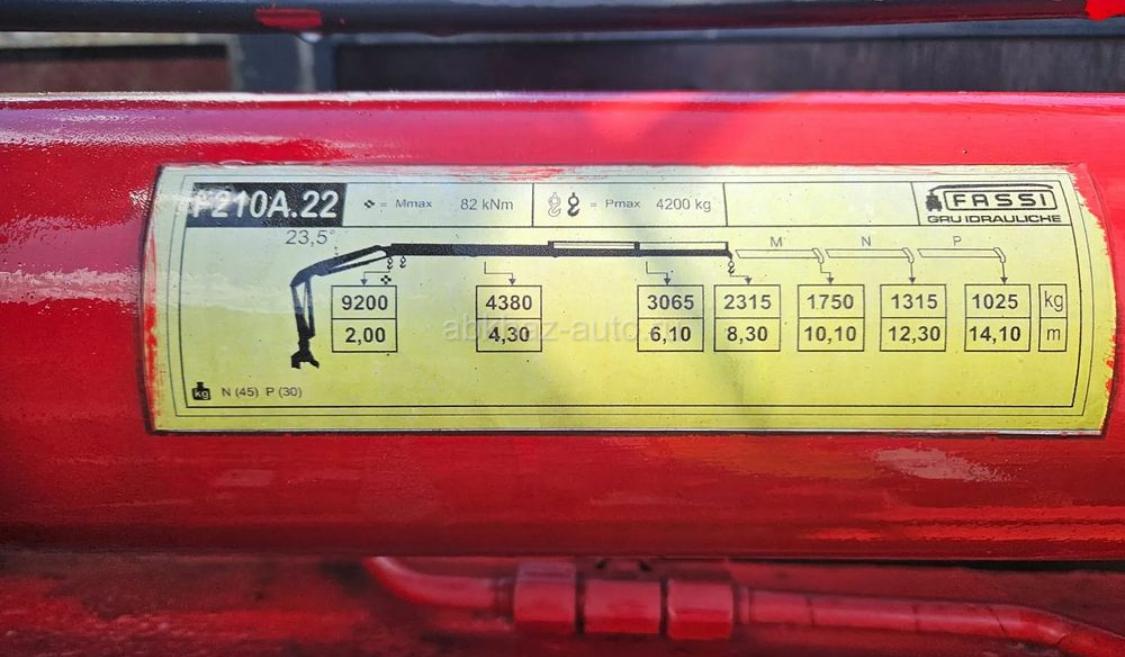 F210A.22
= Mmax 82 kNm
= Pmax 4200 kg
FASSI
GRU IDRAULICHE
23,5°
M N P
9200 4380 3065 2315 1750 1315 1025 kg
2,00 4,30 6,10 8,30 10,10 12,30 14,10 m
kg N (45) P (30)